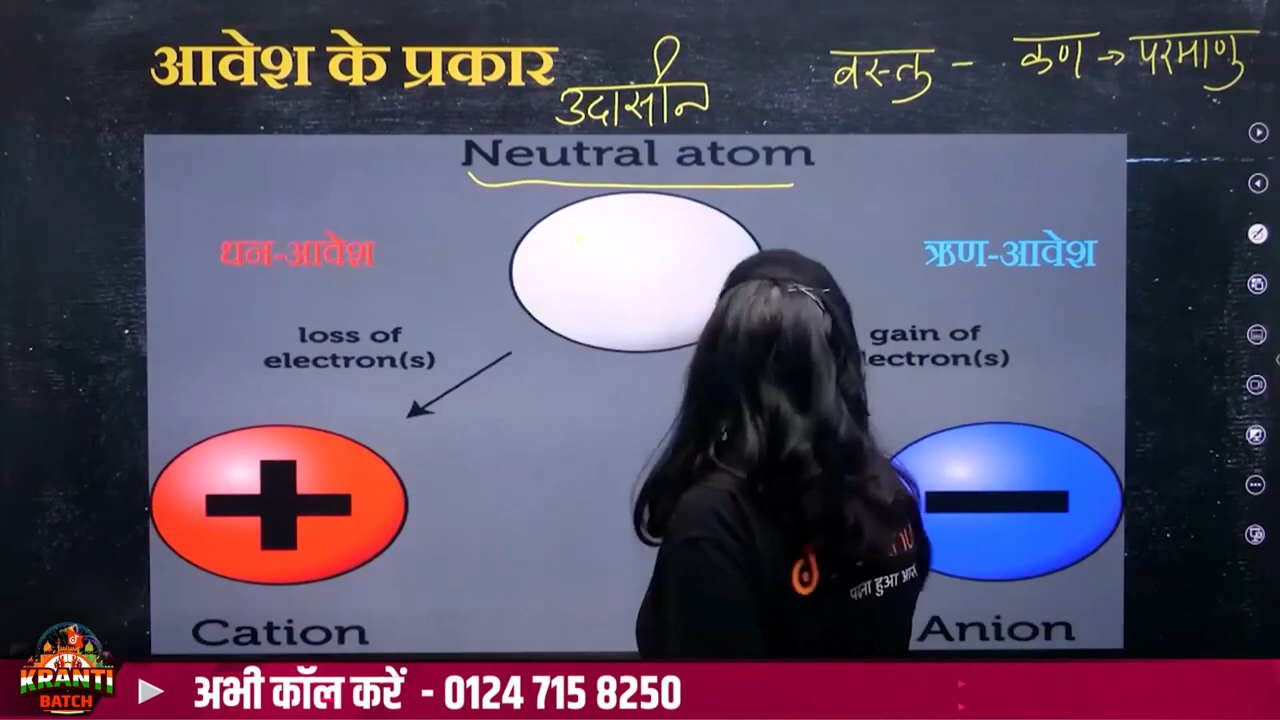 आवेश के प्रकार
उदासीन
वस्तु - कण → परमाणु
Neutral atom
धन-आवेश
ऋण-आवेश
loss of
electron(s)
gain of
lectron(s)
+
−
Cation
Anion
हुआ
KRANTI
BATCH
अभी कॉल करें - 0124 715 8250